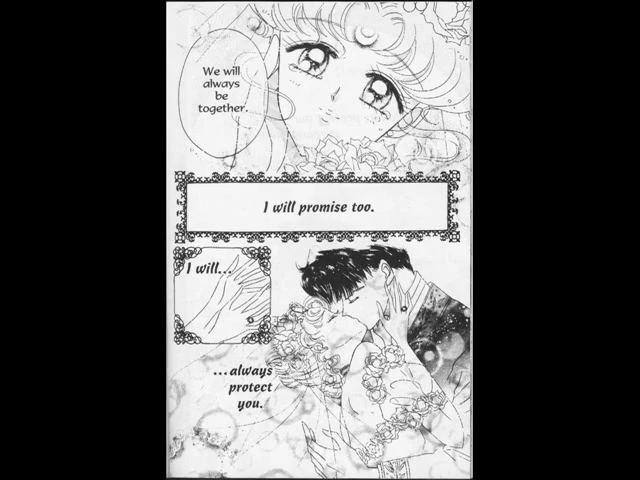 We will
always
be
together.
I will promise too.
I will...
...always
protect
you.